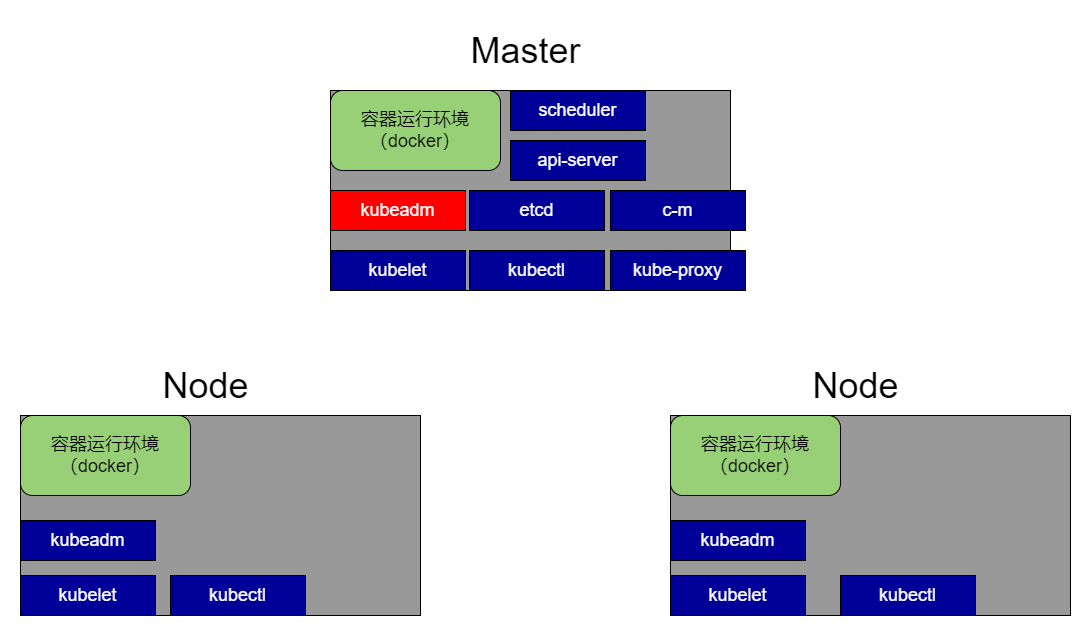 Master
容器运行环境
（docker）
scheduler
api-server
kubeadm
etcd
c-m
kubelet
kubectl
kube-proxy
Node
容器运行环境
（docker）
kubeadm
kubelet
kubectl
Node
容器运行环境
（docker）
kubeadm
kubelet
kubectl